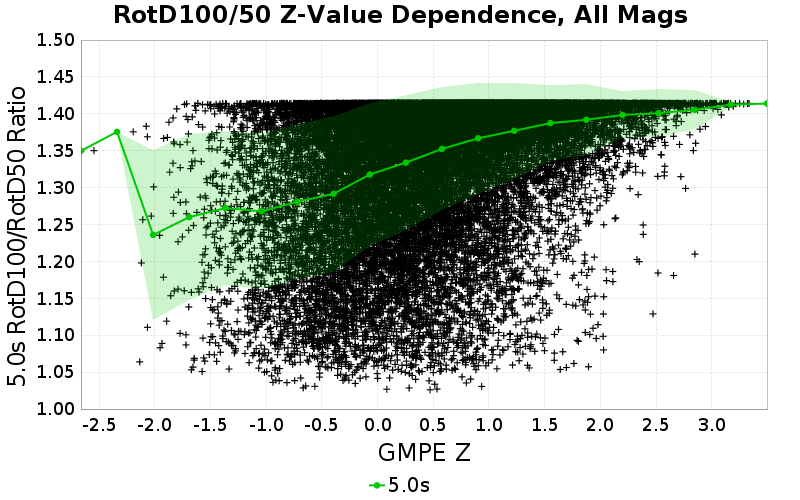 RotD100/50 Z-Value Dependence, All Mags
5.0s RotD100/RotD50 Ratio
1.50
1.45
1.40
1.35
1.30
1.25
1.20
1.15
1.10
1.05
1.00
-2.5 -2.0 -1.5 -1.0 -0.5 0.0 0.5 1.0 1.5 2.0 2.5 3.0
GMPE Z
5.0s